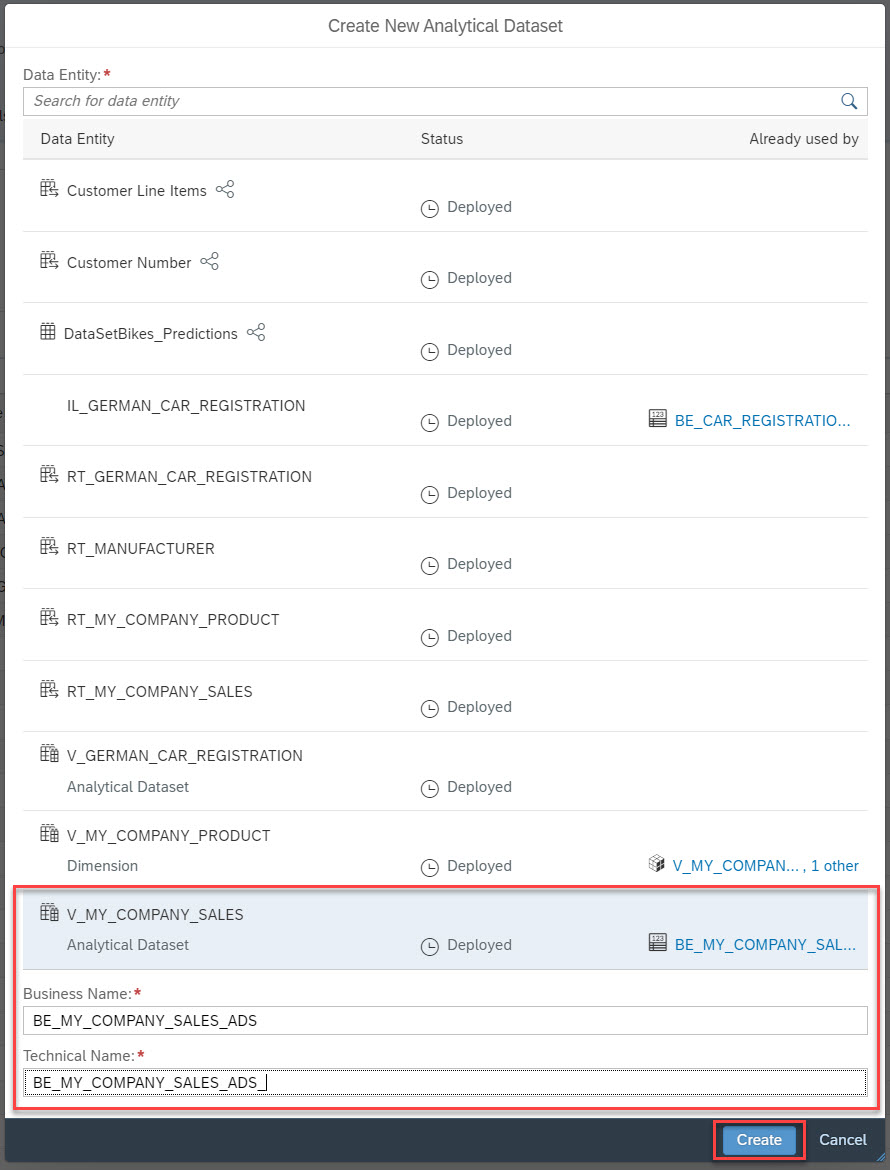 Create New Analytical Dataset
Data Entity:*
Search for data entity
Data Entity Status Already used by
Customer Line Items
Deployed
Customer Number
Deployed
DataSetBikes_Predictions
Deployed
IL_GERMAN_CAR_REGISTRATION
Deployed 123 BE_CAR_REGISTRATIO...
RT_GERMAN_CAR_REGISTRATION
Deployed
RT_MANUFACTURER
Deployed
RT_MY_COMPANY_PRODUCT
Deployed
RT_MY_COMPANY_SALES
Deployed
V_GERMAN_CAR_REGISTRATION
Analytical Dataset Deployed
V_MY_COMPANY_PRODUCT
Dimension Deployed V_MY_COMPAN... , 1 other
V_MY_COMPANY_SALES
Analytical Dataset Deployed 123 BE_MY_COMPANY_SAL...
Business Name:*
BE_MY_COMPANY_SALES_ADS
Technical Name:*
BE_MY_COMPANY_SALES_ADS_
Create Cancel